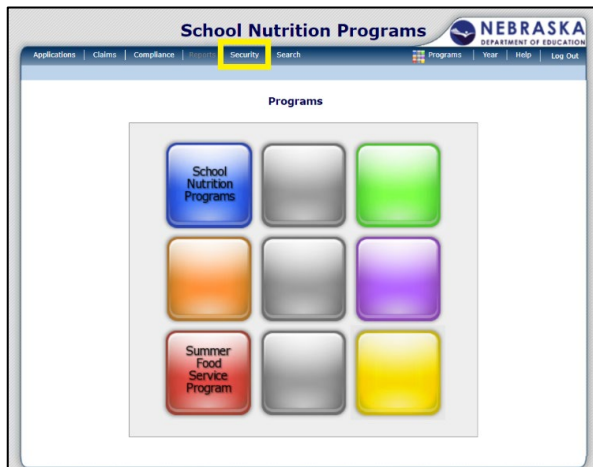 School Nutrition Programs
NEBRASKA
DEPARTMENT OF EDUCATION
Applications | Claims | Compliance | Reports | Security | Search
Programs | Year | Help | Log Out
Programs
School
Nutrition
Programs
Summer
Food
Service
Program